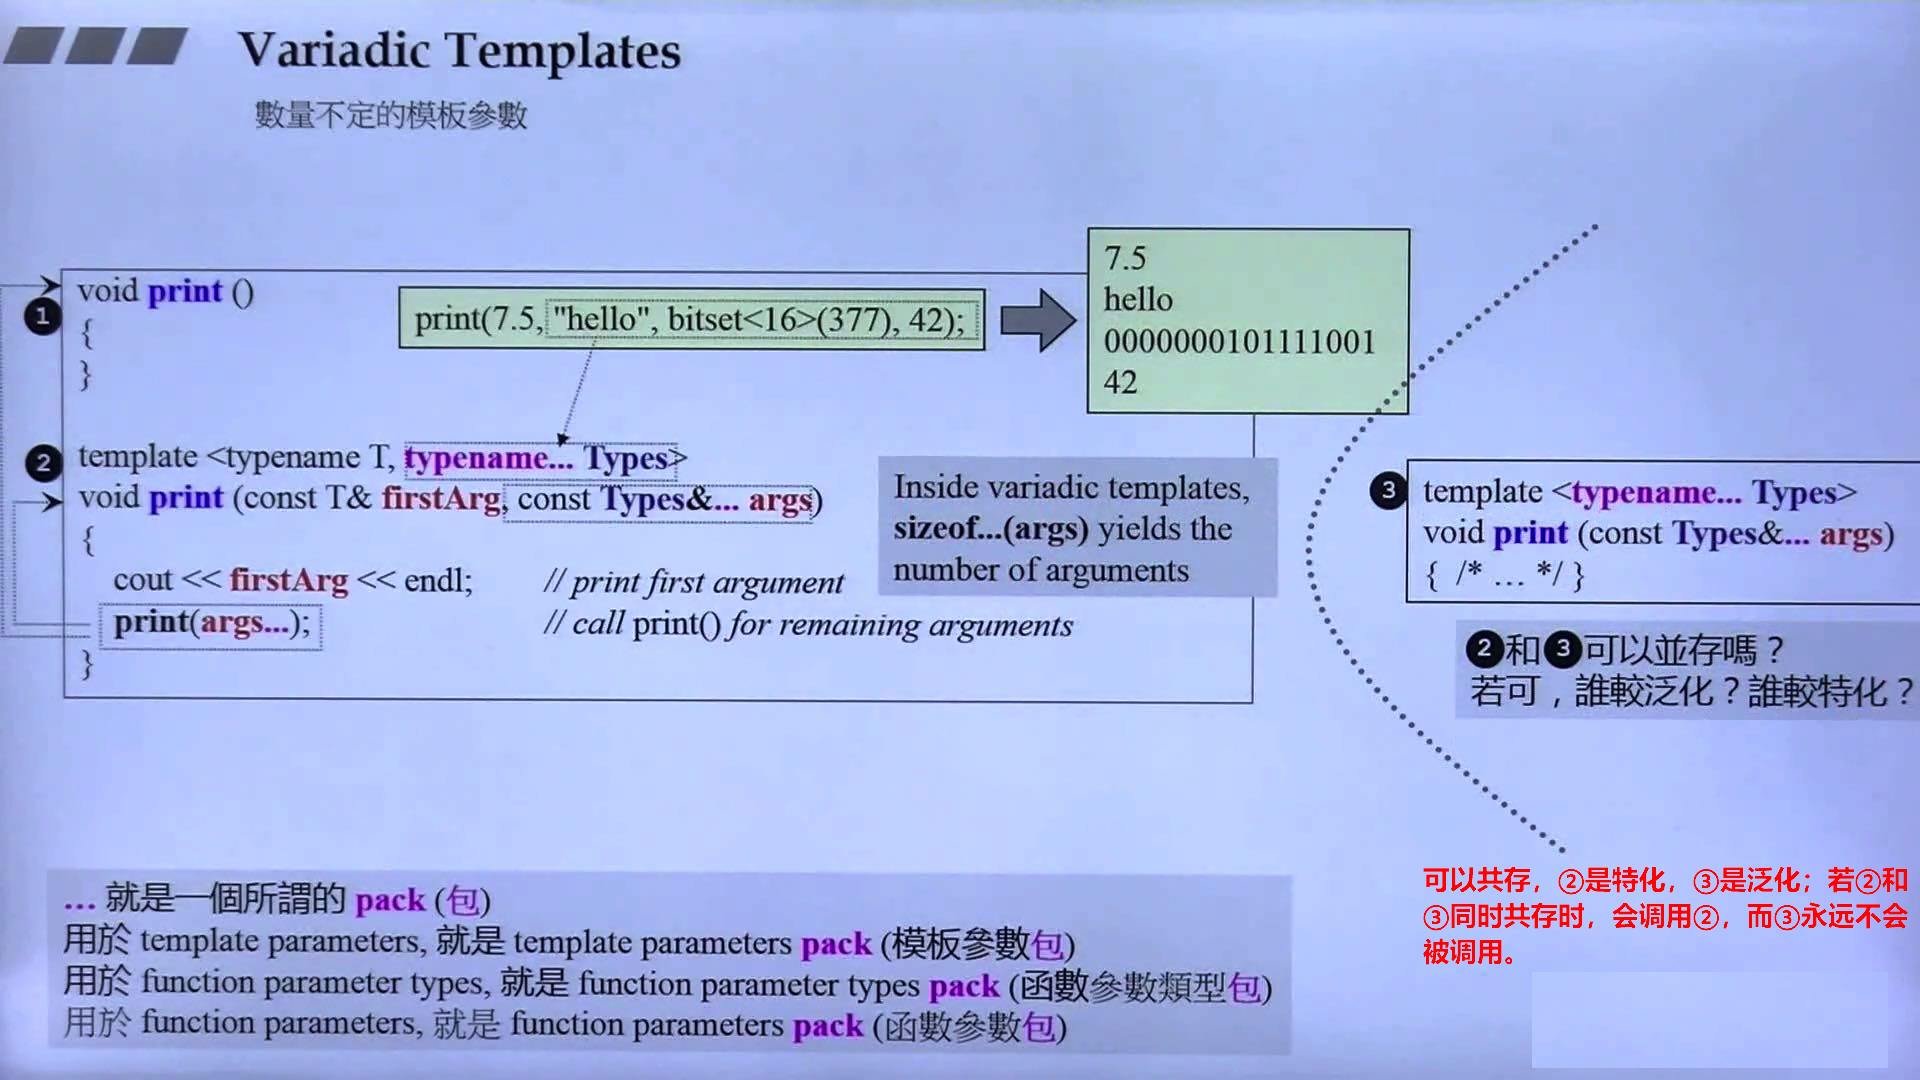 Variadic Templates
數量不定的模板參數
1
void print ()
{
}
print(7.5, "hello", bitset<16>(377), 42);
7.5
hello
0000000101111001
42
2
template <typename T, typename... Types>
void print (const T& firstArg, const Types&... args)
{
cout << firstArg << endl; // print first argument
print(args...); // call print() for remaining arguments
}
Inside variadic templates,
sizeof...(args) yields the
number of arguments
3
template <typename... Types>
void print (const Types&... args)
{ /* ... */ }
2和3可以並存嗎？
若可，誰較泛化？誰較特化？
... 就是一個所謂的 pack (包)
用於 template parameters, 就是 template parameters pack (模板參數包)
用於 function parameter types, 就是 function parameter types pack (函數參數類型包)
用於 function parameters, 就是 function parameters pack (函數參數包)
可以共存，②是特化，③是泛化；若②和
③同时共存时，会调用②，而③永远不会
被调用。